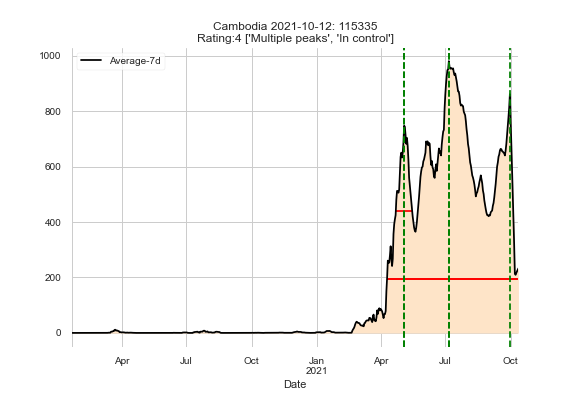 Cambodia 2021-10-12: 115335
Rating:4 ['Multiple peaks', 'In control']
Average-7d
1000
800
600
400
200
0
Apr Jul Oct Jan Apr Jul Oct
2021
Date